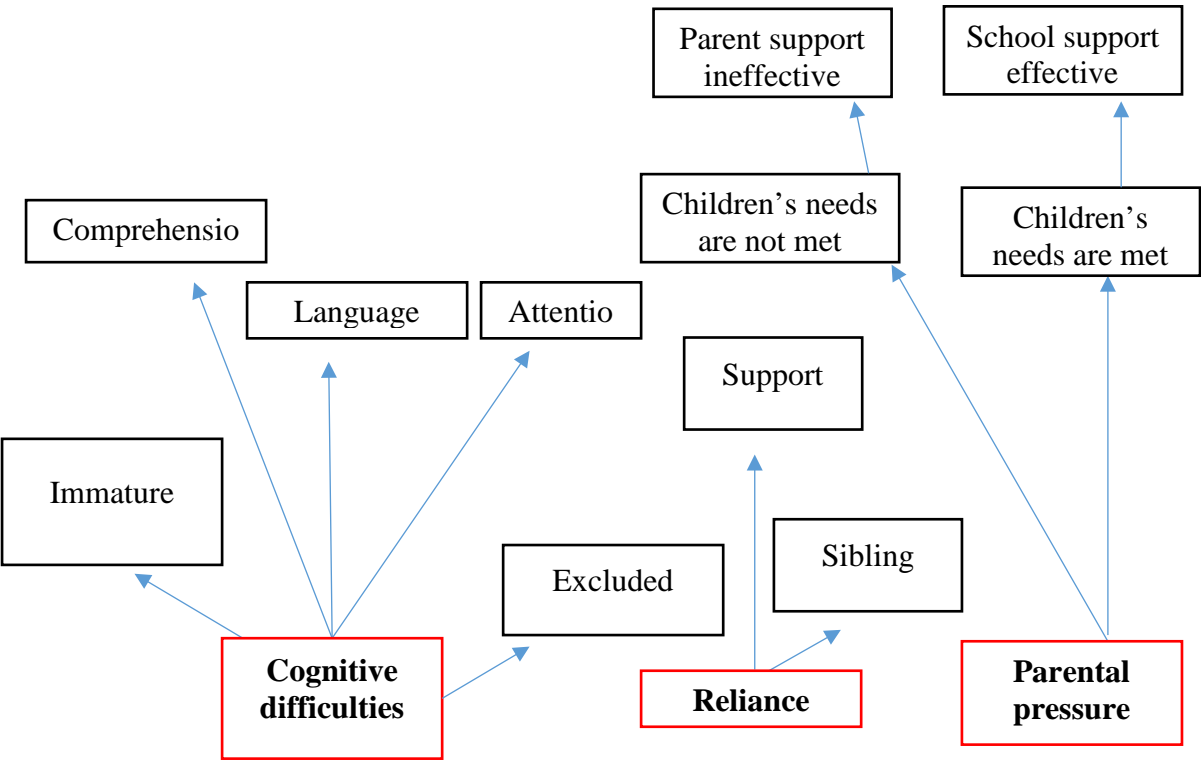 Parent support
ineffective
School support
effective
Children’s needs
are not met
Children’s
needs are met
Comprehensio
Language
Attentio
Support
Immature
Excluded
Sibling
Cognitive
difficulties
Reliance
Parental
pressure